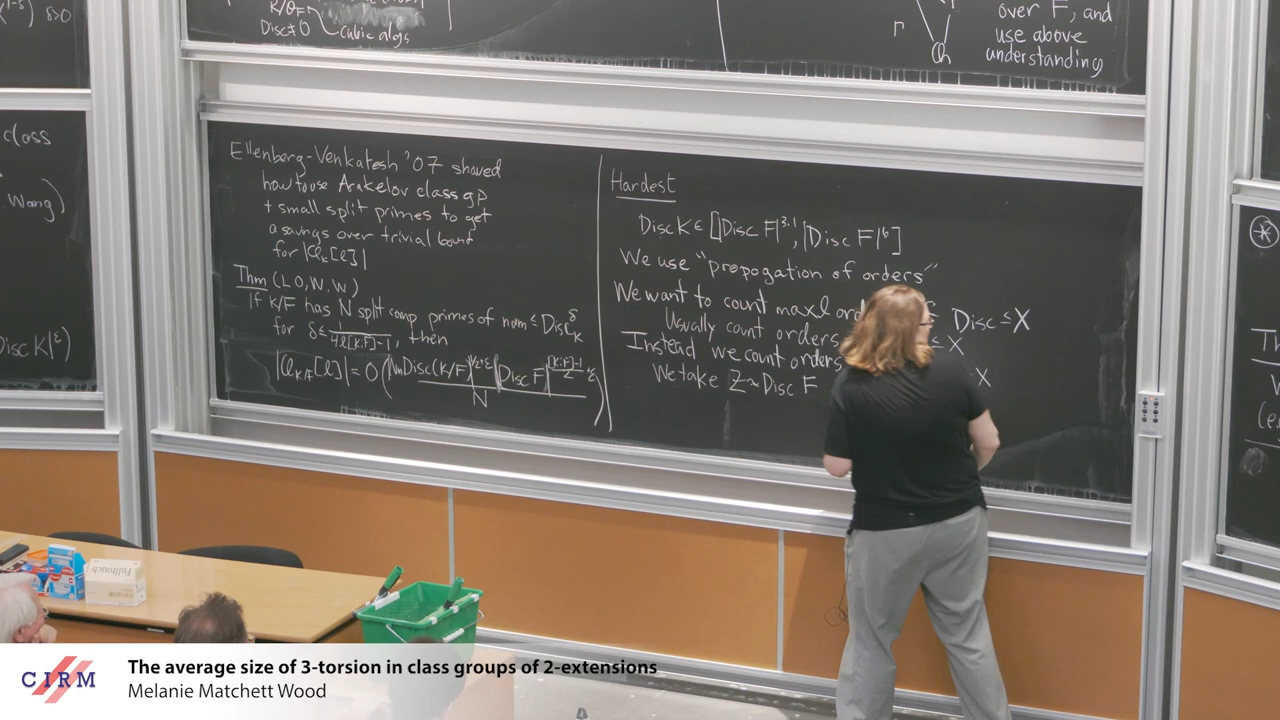 K/O_F
Disc≠0
cubic algs
r
Cl
over F, and
use above
understanding
class
Wang)
Disc K|^ε)
Ellenberg-Venkatesh '07 showed
how to use Arakelov class gp
+ small split primes to get
a savings over trivial bound
for |Cl_K[ℓ]|
Thm (L O, W, W)
If K/F has N split comp primes of nom ≤ Disc_K^δ
for δ ≤ 1/(4ℓ[K:F]-1), then
|Cl_{K/F}[ℓ]| = O(|Nm Disc(K/F)|^{1/2+ε} |Disc F|^{[K:F]-1/2 + ε} / N)
Hardest
Disc K ∈ [|Disc F|^{3.1}, |Disc F|^6]
We use "propogation of orders"
We want to count maxl Disc ≤ X
Usually count orders ≤ X
Instead we count orders X
We take Z ≈ Disc F
*
CIRM
The average size of 3-torsion in class groups of 2-extensions
Melanie Matchett Wood